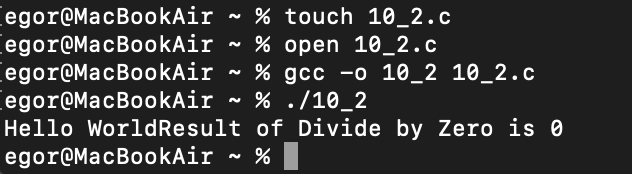 egor@MacBookAir ~ % touch 10_2.c
egor@MacBookAir ~ % open 10_2.c
egor@MacBookAir ~ % gcc -o 10_2 10_2.c
egor@MacBookAir ~ % ./10_2
Hello WorldResult of Divide by Zero is 0
egor@MacBookAir ~ %